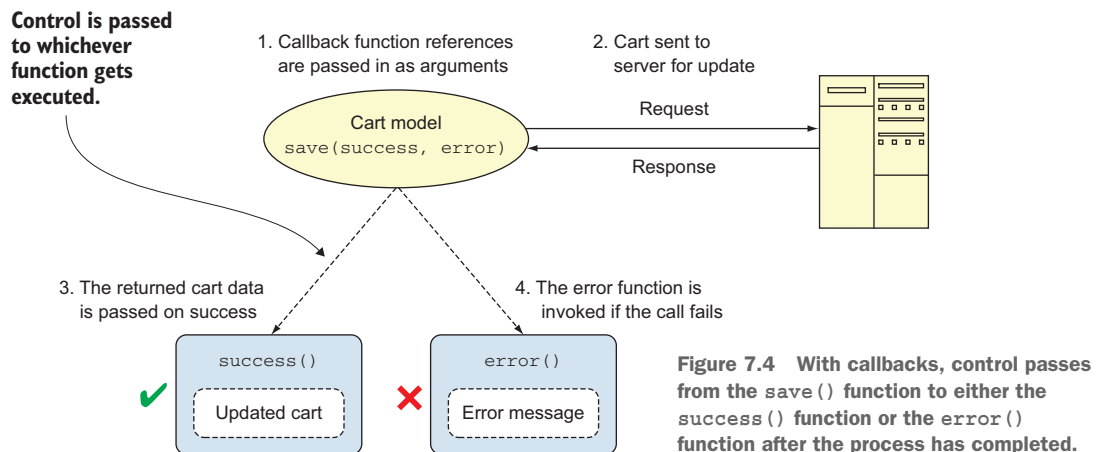 Control is passed
to whichever
function gets
executed.
1. Callback function references
are passed in as arguments
2. Cart sent to
server for update
Cart model
save(success, error)
Request
Response
3. The returned cart data
is passed on success
4. The error function is
invoked if the call fails
success()
Updated cart
error()
Error message
Figure 7.4 With callbacks, control passes
from the save() function to either the
success() function or the error()
function after the process has completed.